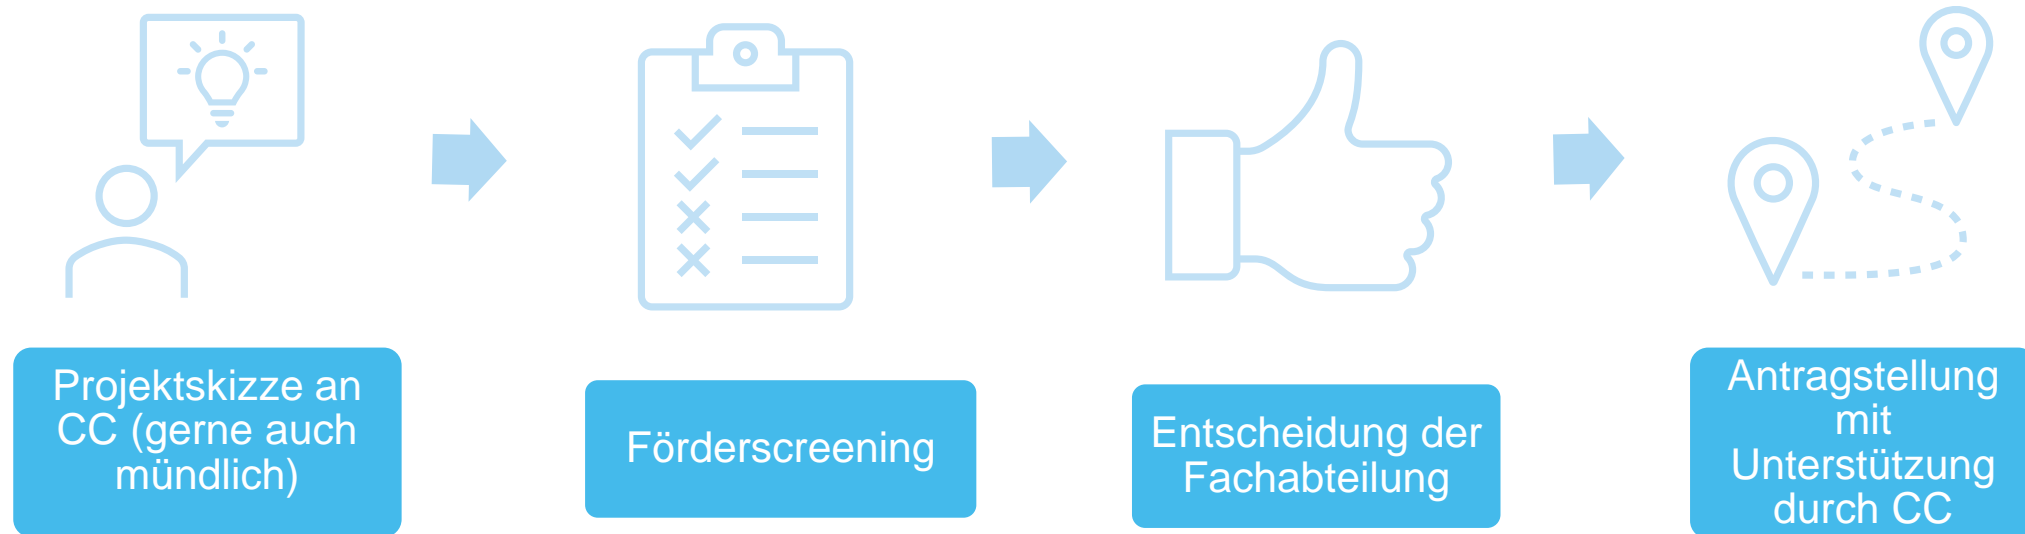 Projektskizze an
CC (gerne auch
mündlich)
Förderscreening
Entscheidung der
Fachabteilung
Antragstellung
mit
Unterstützung
durch CC